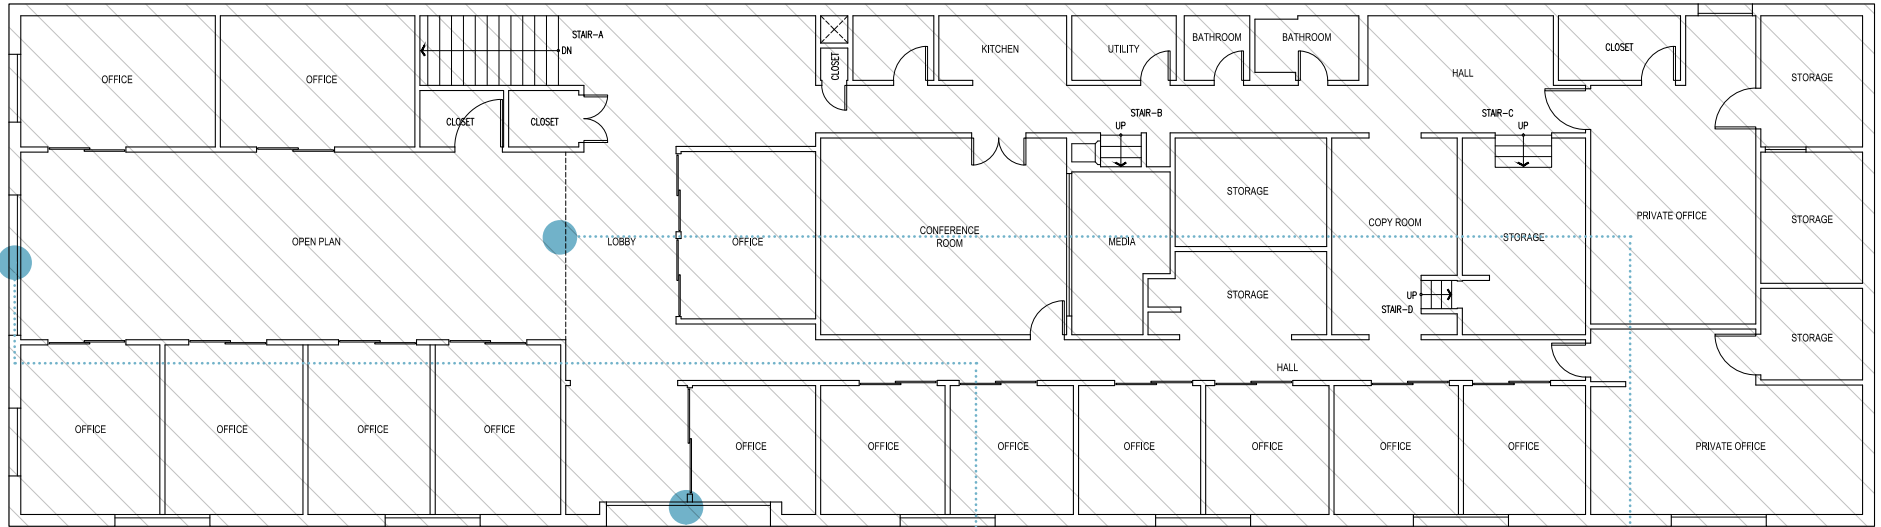 STAIR-A
DN
OFFICE
OFFICE
CLOSET
CLOSET
CLOSET
KITCHEN
UTILITY
BATHROOM
BATHROOM
HALL
CLOSET
STORAGE
STAIR-B
UP
STAIR-C
UP
OPEN PLAN
LOBBY
OFFICE
CONFERENCE
ROOM
MEDIA
STORAGE
STORAGE
COPY ROOM
STORAGE
UP
STAIR-D
PRIVATE OFFICE
STORAGE
STORAGE
HALL
OFFICE
OFFICE
OFFICE
OFFICE
OFFICE
OFFICE
OFFICE
OFFICE
OFFICE
OFFICE
OFFICE
PRIVATE OFFICE